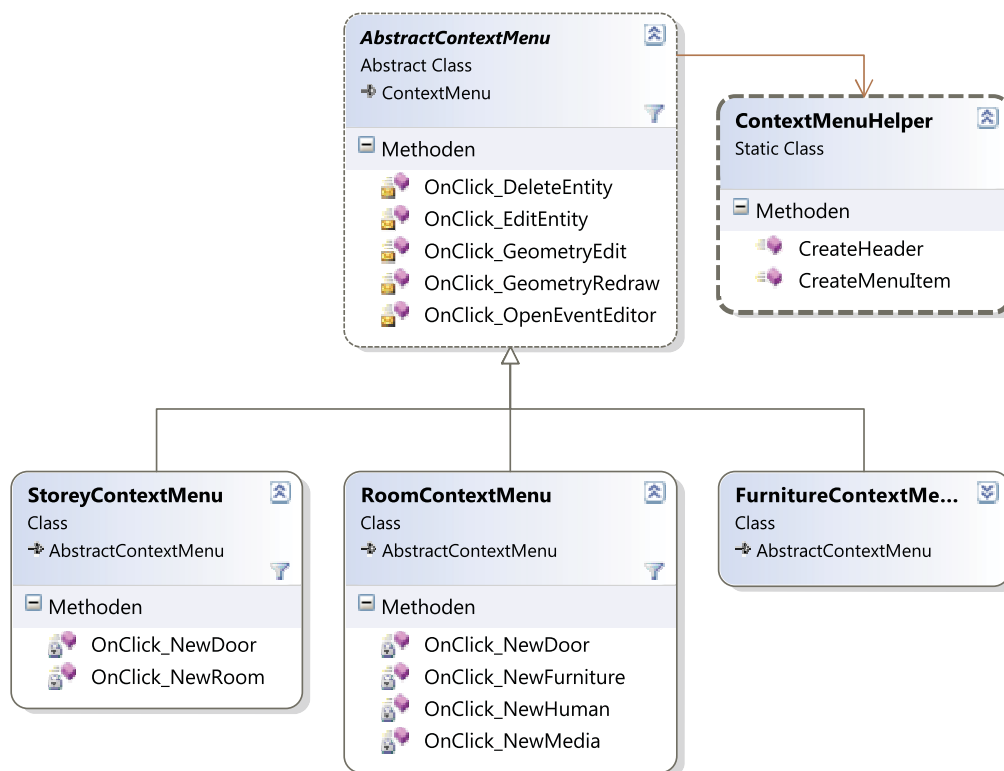 AbstractContextMenu
Abstract Class
ContextMenu
Methoden
OnClick_DeleteEntity
OnClick_EditEntity
OnClick_GeometryEdit
OnClick_GeometryRedraw
OnClick_OpenEventEditor
ContextMenuHelper
Static Class
Methoden
CreateHeader
CreateMenuItem
StoreyContextMenu
Class
AbstractContextMenu
Methoden
OnClick_NewDoor
OnClick_NewRoom
RoomContextMenu
Class
AbstractContextMenu
Methoden
OnClick_NewDoor
OnClick_NewFurniture
OnClick_NewHuman
OnClick_NewMedia
FurnitureContextMe...
Class
AbstractContextMenu